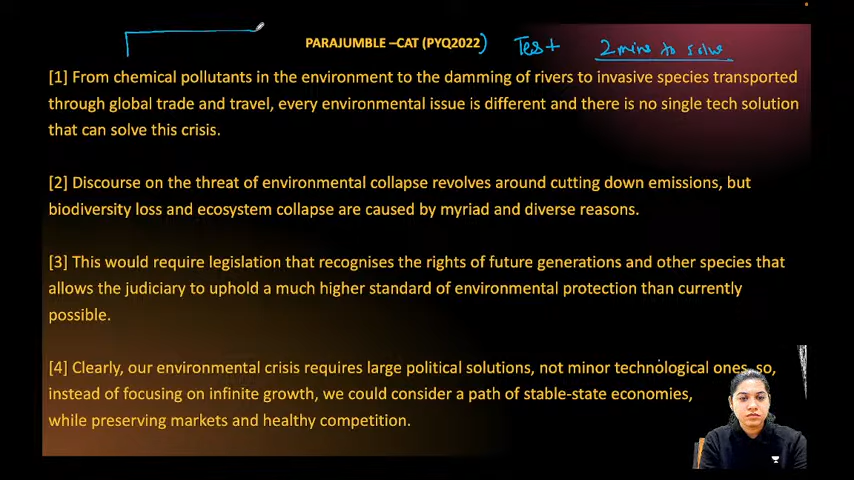 PARAJUMBLE –CAT (PYQ2022) Test 2 mins to solve
[1] From chemical pollutants in the environment to the damming of rivers to invasive species transported
through global trade and travel, every environmental issue is different and there is no single tech solution
that can solve this crisis.
[2] Discourse on the threat of environmental collapse revolves around cutting down emissions, but
biodiversity loss and ecosystem collapse are caused by myriad and diverse reasons.
[3] This would require legislation that recognises the rights of future generations and other species that
allows the judiciary to uphold a much higher standard of environmental protection than currently
possible.
[4] Clearly, our environmental crisis requires large political solutions, not minor technological ones, so,
instead of focusing on infinite growth, we could consider a path of stable-state economies,
while preserving markets and healthy competition.